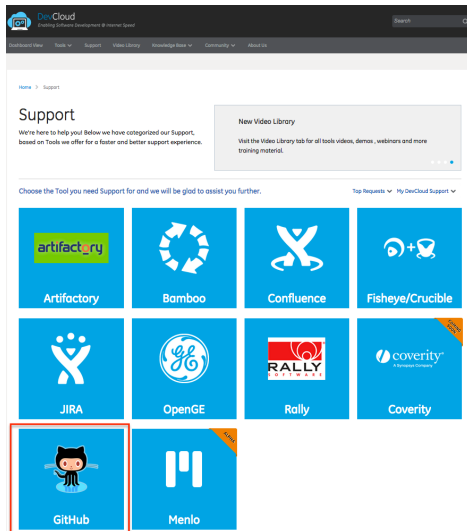 DevCloud
Enabling Software Development @ Internet Speed
Search
Dashboard View Tools Support Video Library Knowledge Base Community About Us
Home > Support
Support
We're here to help you! Below we have
categorized our Support,
based on Tools we offer for a faster and
better support experience.
New Video Library
Visit the Video Library tab for all tools videos, demos , webinars and more
training material.
Choose the Tool you need Support for and we will be glad to assist you
further.
Top Requests My DevCloud Support
artifactory
Artifactory
Bamboo
Confluence
Fisheye/Crucible
JIRA
GE
OpenGE
RALLY
SOFTWARE
Rally
COMING SOON
coverity
A Synopsys Company
Coverity
GitHub
Menlo